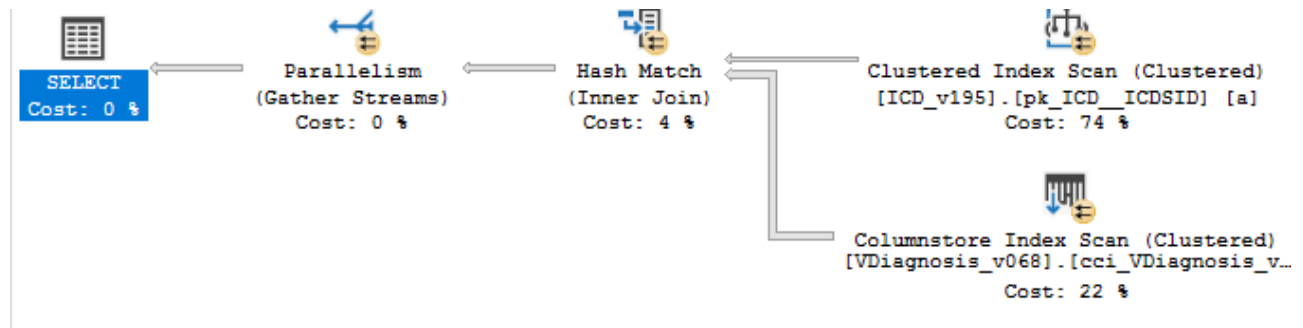 SELECT
Cost: 0 %
Parallelism
(Gather Streams)
Cost: 0 %
Hash Match
(Inner Join)
Cost: 4 %
Clustered Index Scan (Clustered)
[ICD_v195].[pk_ICD__ICDSID] [a]
Cost: 74 %
Columnstore Index Scan (Clustered)
[VDiagnosis_v068].[cci_VDiagnosis_v…
Cost: 22 %